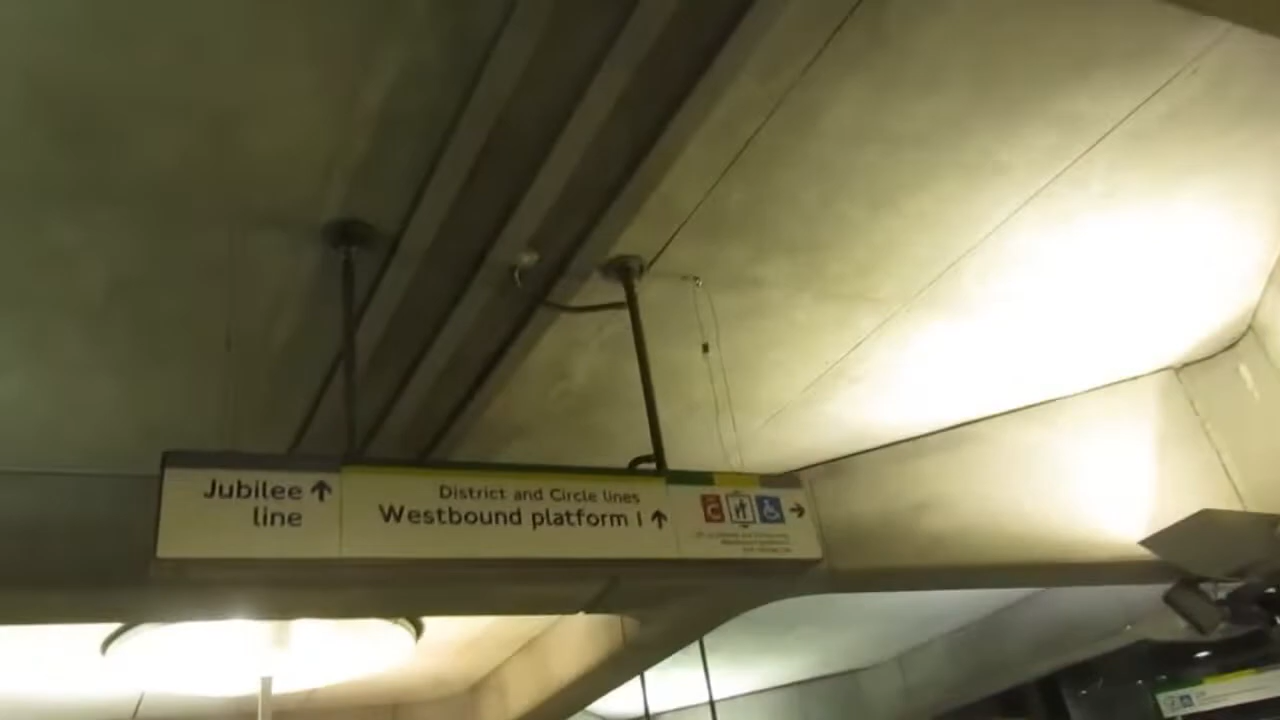 Jubilee
line
District and Circle lines
Westbound platform 1
C